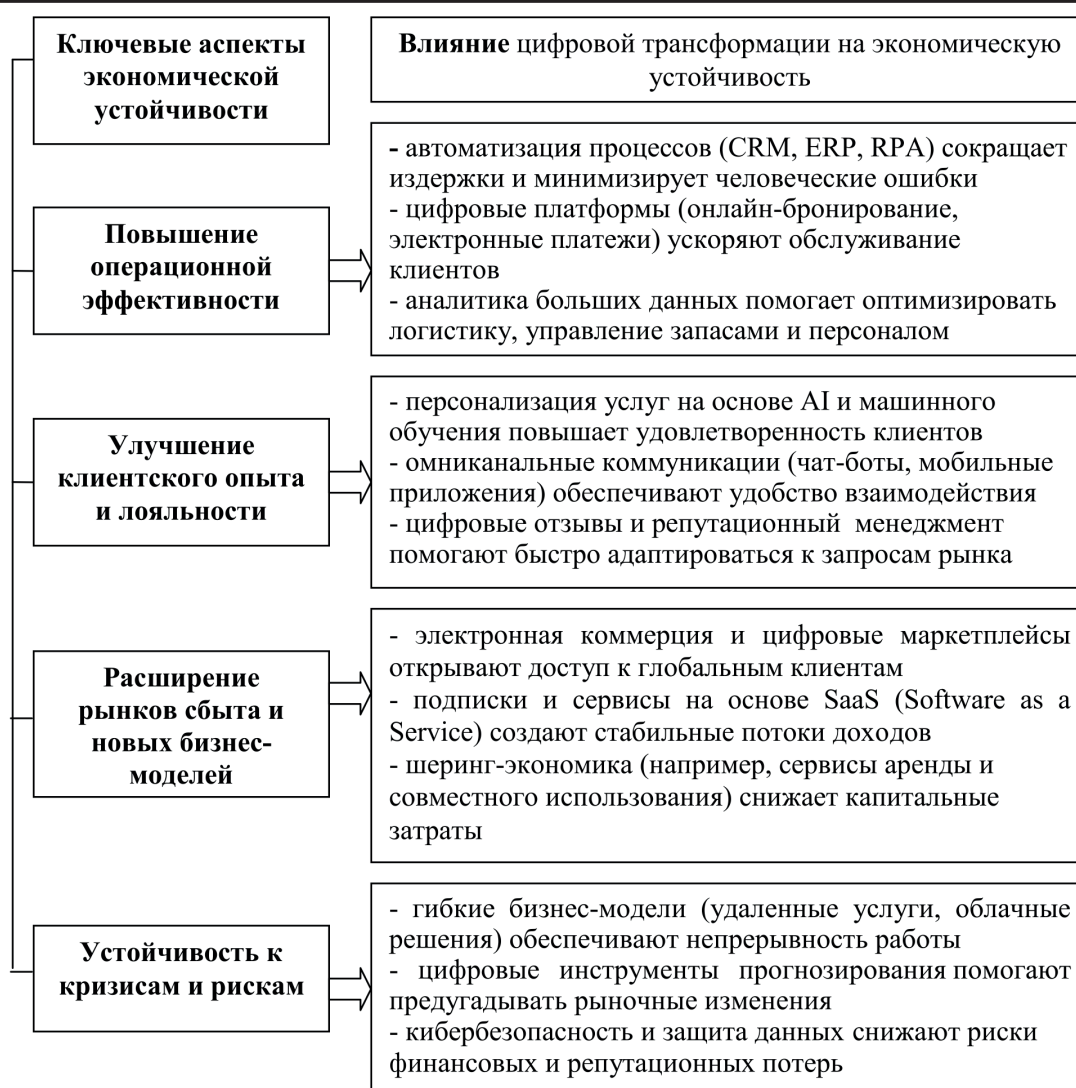 Ключевые аспекты
экономической
устойчивости
Влияние цифровой трансформации на экономическую
устойчивость
Повышение
операционной
эффективности
- автоматизация процессов (CRM, ERP, RPA) сокращает
издержки и минимизирует человеческие ошибки
- цифровые платформы (онлайн-бронирование,
электронные платежи) ускоряют обслуживание
клиентов
- аналитика больших данных помогает оптимизировать
логистику, управление запасами и персоналом
Улучшение
клиентского опыта
и лояльности
- персонализация услуг на основе AI и машинного
обучения повышает удовлетворенность клиентов
- омниканальные коммуникации (чат-боты, мобильные
приложения) обеспечивают удобство взаимодействия
- цифровые отзывы и репутационный менеджмент
помогают быстро адаптироваться к запросам рынка
Расширение
рынков сбыта и
новых бизнес-
моделей
- электронная коммерция и цифровые маркетплейсы
открывают доступ к глобальным клиентам
- подписки и сервисы на основе SaaS (Software as a
Service) создают стабильные потоки доходов
- шеринг-экономика (например, сервисы аренды и
совместного использования) снижает капитальные
затраты
Устойчивость к
кризисам и рискам
- гибкие бизнес-модели (удаленные услуги, облачные
решения) обеспечивают непрерывность работы
- цифровые инструменты прогнозирования помогают
предугадывать рыночные изменения
- кибербезопасность и защита данных снижают риски
финансовых и репутационных потерь